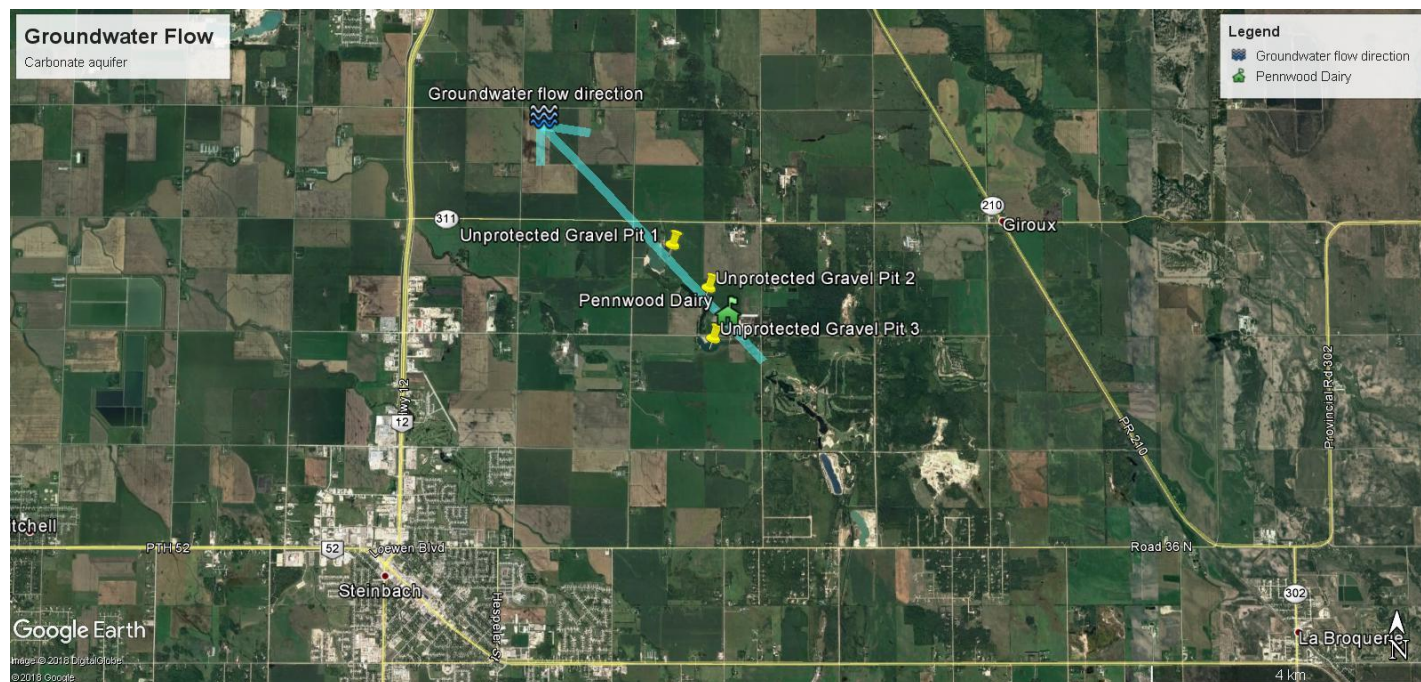 Groundwater Flow
Carbonate aquifer
Legend
Groundwater flow direction
Pennwood Dairy
Groundwater flow direction
311
210
Giroux
Unprotected Gravel Pit 1
Unprotected Gravel Pit 2
Pennwood Dairy
Unprotected Gravel Pit 3
Provincial Rd 302
Hwy 12
12
PR 210
tchell
PTH 52
52
Loewen Blvd
Road 36 N
Steinbach
Hespeler St
302
La Broquerie
N
Google Earth
Image © 2018 DigitalGlobe
© 2018 Google
4 km